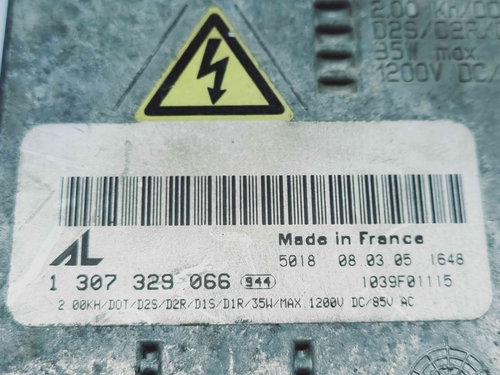 2.00 KH/DO
D2S/D2R/
35W max.
1200V DC/
AL
Made in France
5018 08 03 05 1648
1 307 329 066 944
1039F01115
2 00KH/DOT/D2S/D2R/D1S/D1R/35W/MAX 1200V DC/85V AC